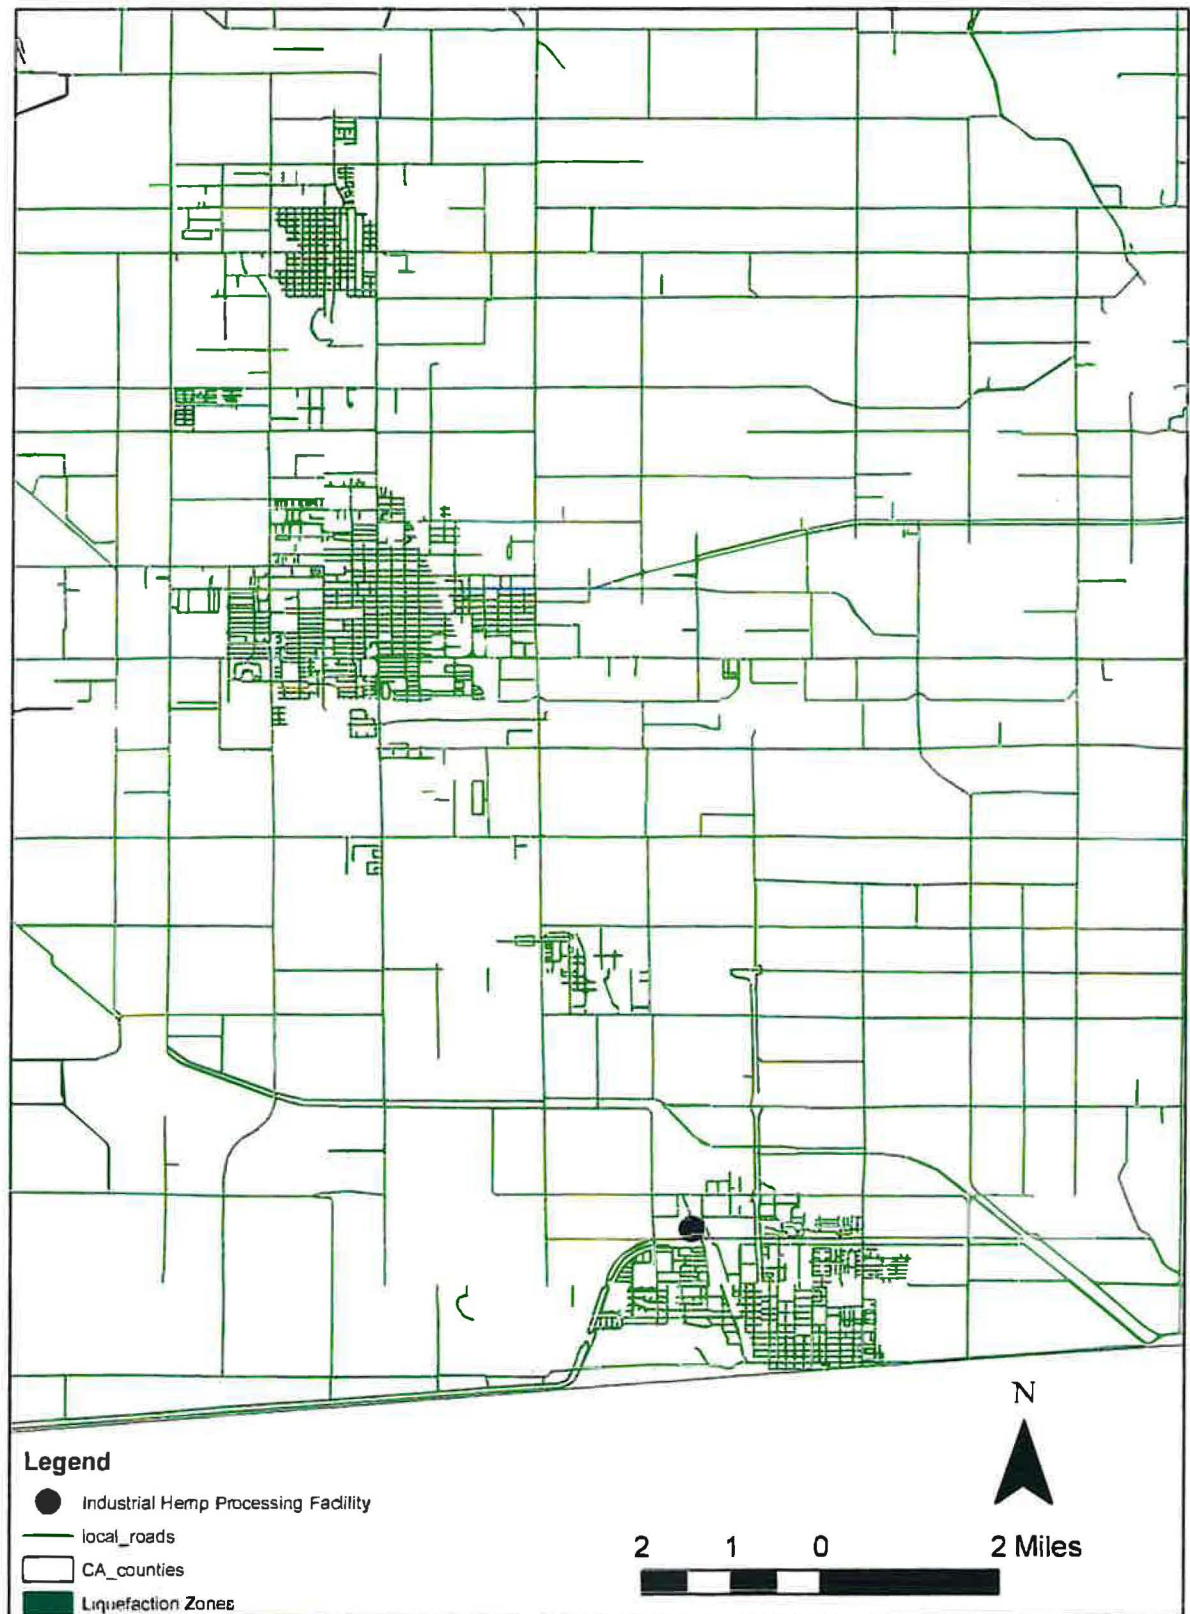 N
Legend
Industrial Hemp Processing Facility
local_roads
CA_counties
Liquefaction Zones
2 1 0 2 Miles